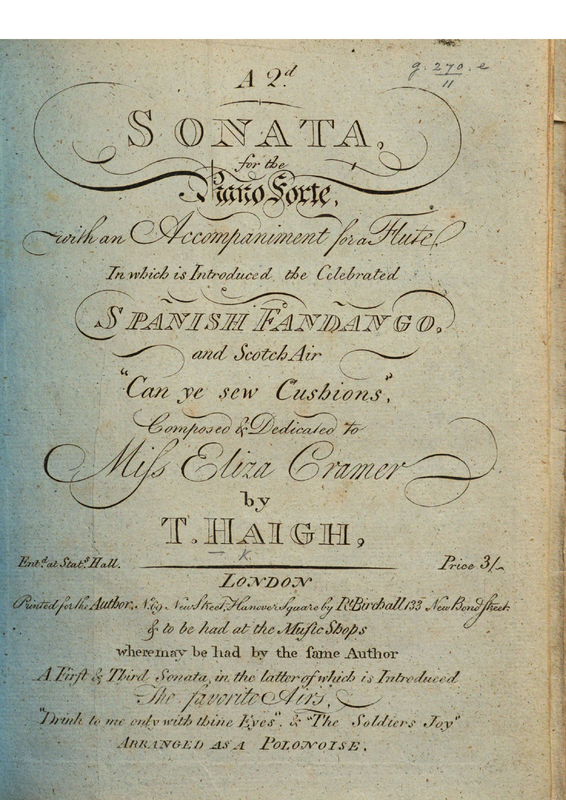 g. 270. e
11
A 2.d
SONATA,
for the
Piano Forte,
with an Accompaniment for a Flute,
In which is Introduced the Celebrated
SPANISH FANDANGO,
and Scotch Air
"Can ye sew Cushions",
Composed & Dedicated to
Miſs Eliza Cramer
by
T. HAIGH,
K.
Ent.d at Stat.s Hall.
Price 3/-
LONDON
Printed for the Author, No. 9 New Street, Hanover Square by Rt. Birchall 133 New Bond Street
& to be had at the Muſic Shops
where may be had by the ſame Author
A Firſt & Third Sonata, in the latter of which is Introduced
The favorite Airs,
"Drink to me only with thine Eyes", & "The Soldiers Joy"
ARRANGED AS A POLONOISE.